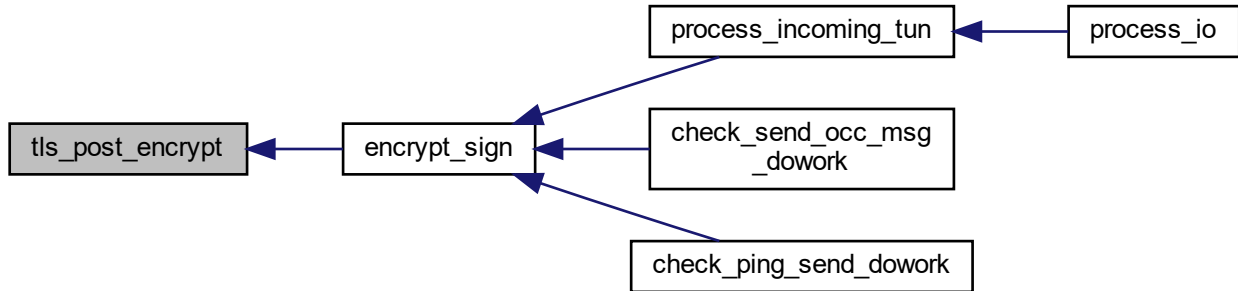 tls_post_encrypt
encrypt_sign
process_incoming_tun
process_io
check_send_occ_msg
_dowork
check_ping_send_dowork